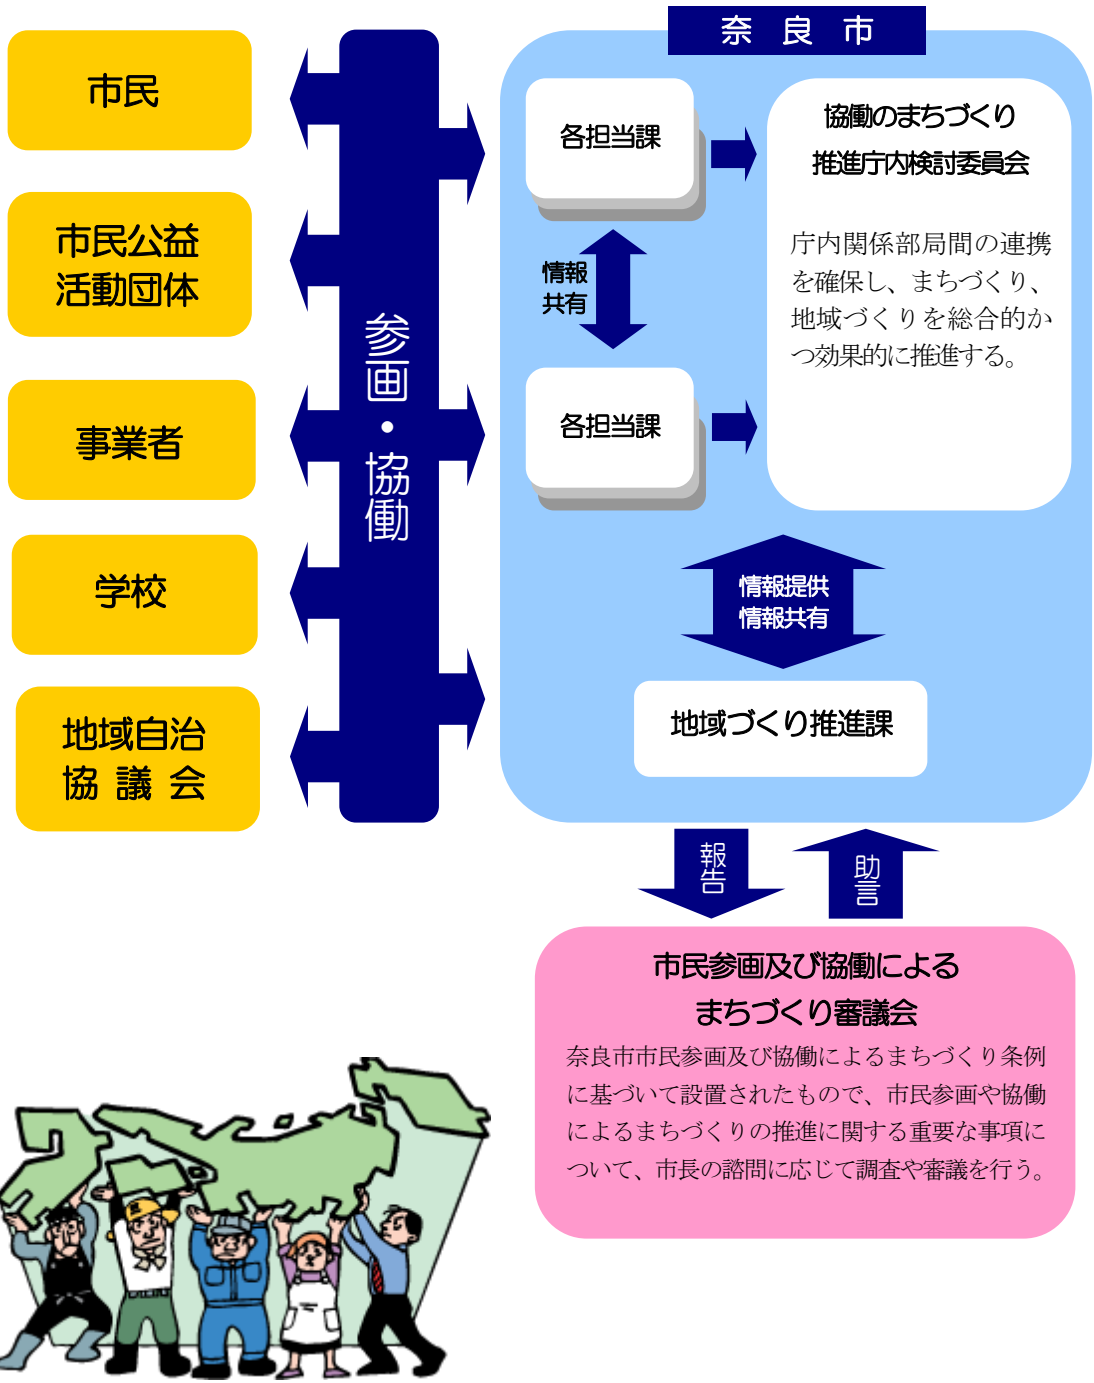 奈 良 市
市民
市民公益
活動団体
事業者
学校
地域自治
協 議 会
参画・協働
各担当課
情報
共有
各担当課
協働のまちづくり
推進庁内検討委員会
庁内関係部局間の連携
を確保し、まちづくり、
地域づくりを総合的か
つ効果的に推進する。
情報提供
情報共有
地域づくり推進課
報告
助言
市民参画及び協働による
まちづくり審議会
奈良市市民参画及び協働によるまちづくり条例
に基づいて設置されたもので、市民参画や協働
によるまちづくりの推進に関する重要な事項に
ついて、市長の諮問に応じて調査や審議を行う。